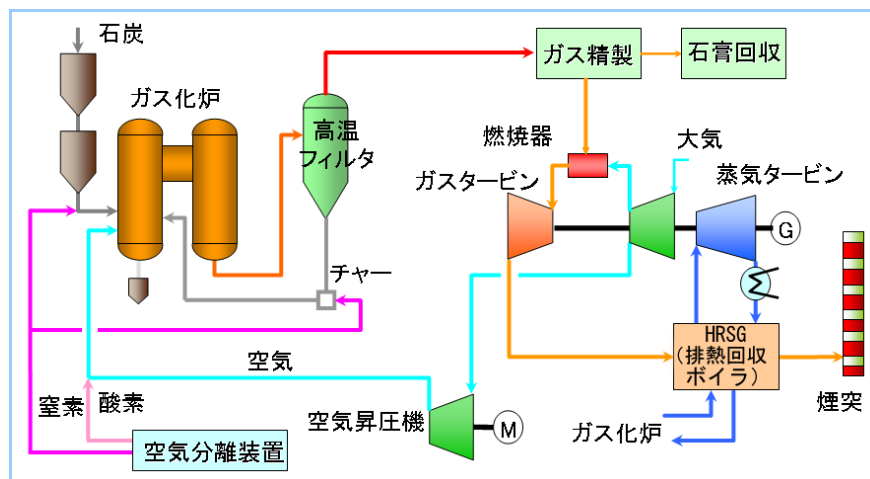 石炭
ガス化炉
高温
フィルタ
ガス精製
石膏回収
燃焼器
大気
ガスタービン
蒸気タービン
G
チャー
HRSG
(排熱回収
ボイラ)
空気
窒素
酸素
空気昇圧機
M
ガス化炉
煙突
空気分離装置